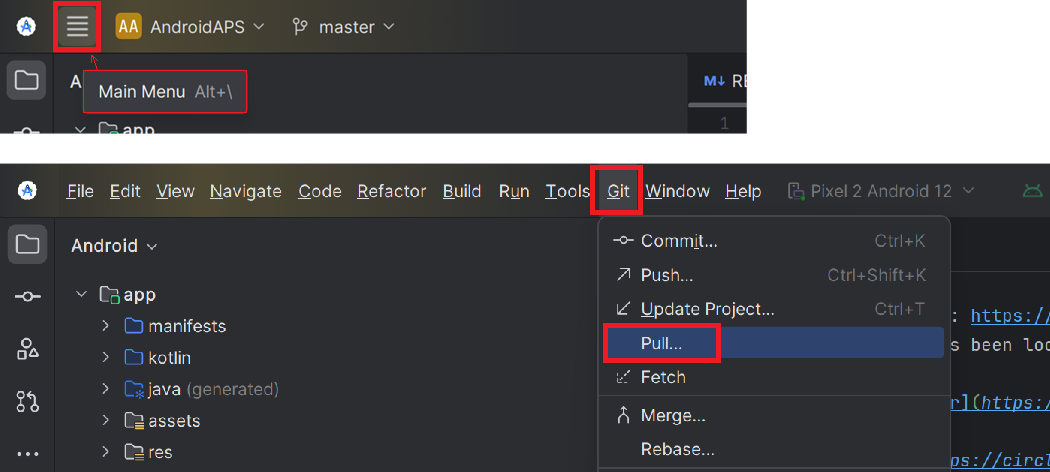 AA AndroidAPS master
A
Main Menu Alt+\
M↓ RE
app
1
File Edit View Navigate Code Refactor Build Run Tools Git Window Help Pixel 2 Android 12
Android
Commit... Ctrl+K
Push... Ctrl+Shift+K
app
Update Project... Ctrl+T
: https://
manifests
Pull...
s been loc
kotlin
Fetch
java (generated)
r](https:/
Merge...
assets
Rebase...
ps://circl
res